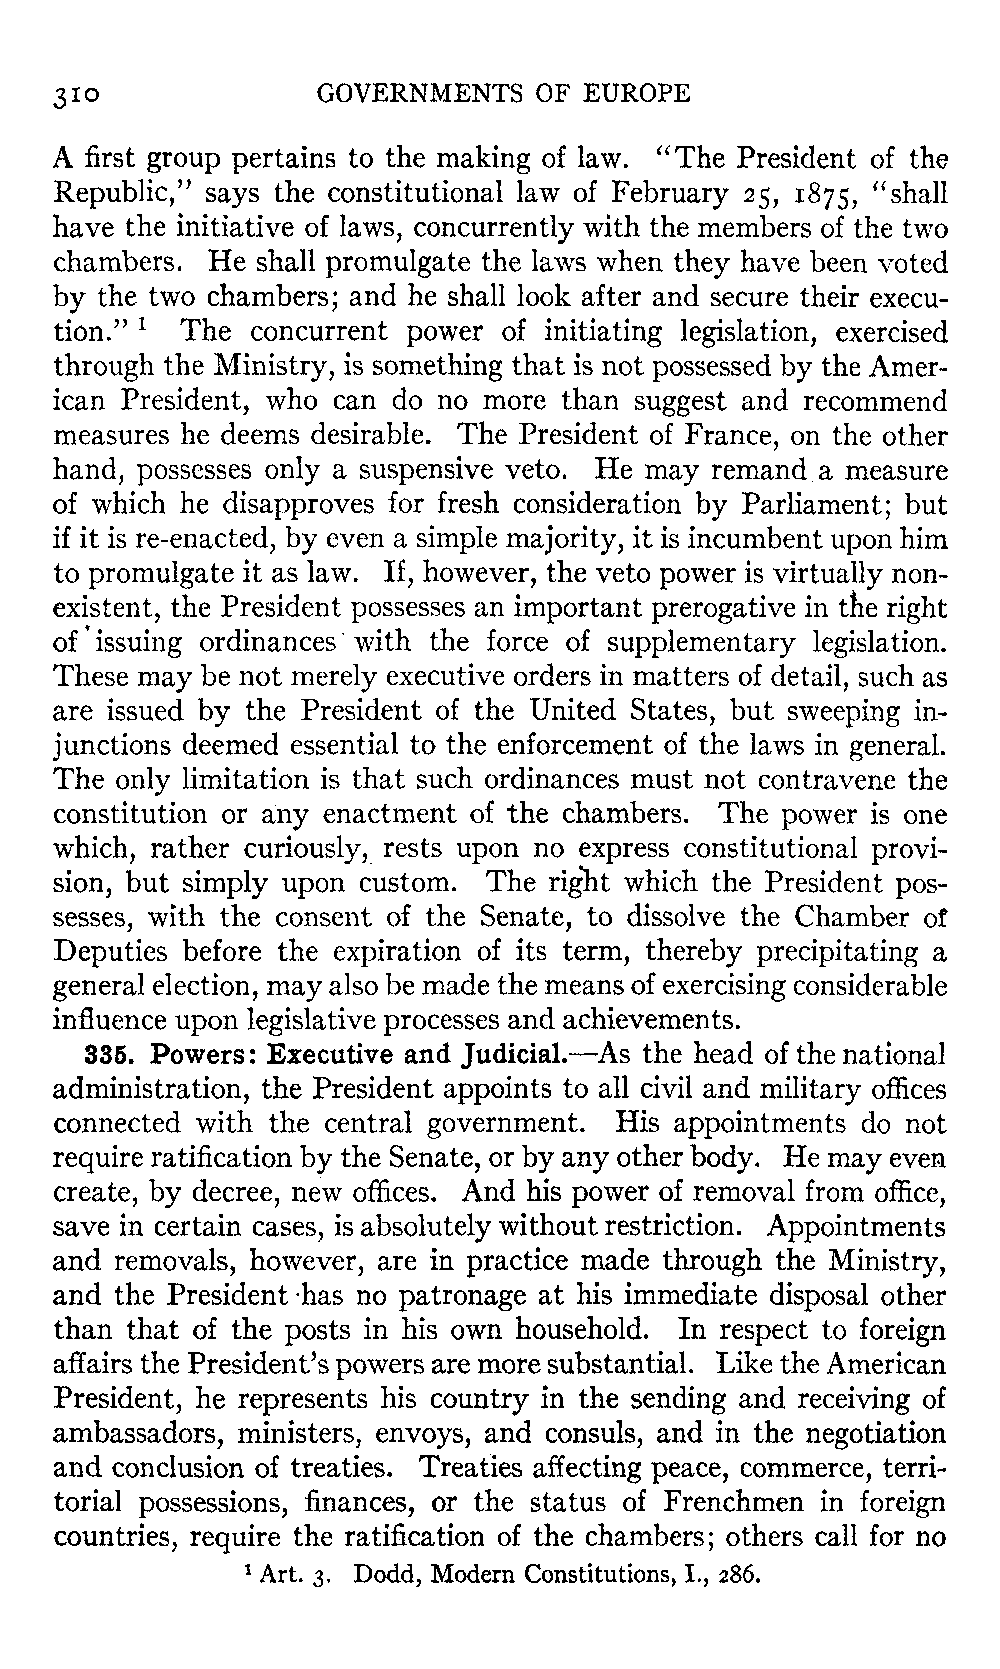 310 GOVERNMENTS OF EUROPE
A first group pertains to the making of law. “The President of the
Republic,” says the constitutional law of February 25, 1875, “shall
have the initiative of laws, concurrently with the members of the two
chambers. He shall promulgate the laws when they have been voted
by the two chambers; and he shall look after and secure their execu-
tion.” ¹ The concurrent power of initiating legislation, exercised
through the Ministry, is something that is not possessed by the Amer-
ican President, who can do no more than suggest and recommend
measures he deems desirable. The President of France, on the other
hand, possesses only a suspensive veto. He may remand a measure
of which he disapproves for fresh consideration by Parliament; but
if it is re-enacted, by even a simple majority, it is incumbent upon him
to promulgate it as law. If, however, the veto power is virtually non-
existent, the President possesses an important prerogative in the right
of issuing ordinances with the force of supplementary legislation.
These may be not merely executive orders in matters of detail, such as
are issued by the President of the United States, but sweeping in-
junctions deemed essential to the enforcement of the laws in general.
The only limitation is that such ordinances must not contravene the
constitution or any enactment of the chambers. The power is one
which, rather curiously, rests upon no express constitutional provi-
sion, but simply upon custom. The right which the President pos-
sesses, with the consent of the Senate, to dissolve the Chamber of
Deputies before the expiration of its term, thereby precipitating a
general election, may also be made the means of exercising considerable
influence upon legislative processes and achievements.
335. Powers: Executive and Judicial.—As the head of the national
administration, the President appoints to all civil and military offices
connected with the central government. His appointments do not
require ratification by the Senate, or by any other body. He may even
create, by decree, new offices. And his power of removal from office,
save in certain cases, is absolutely without restriction. Appointments
and removals, however, are in practice made through the Ministry,
and the President has no patronage at his immediate disposal other
than that of the posts in his own household. In respect to foreign
affairs the President’s powers are more substantial. Like the American
President, he represents his country in the sending and receiving of
ambassadors, ministers, envoys, and consuls, and in the negotiation
and conclusion of treaties. Treaties affecting peace, commerce, terri-
torial possessions, finances, or the status of Frenchmen in foreign
countries, require the ratification of the chambers; others call for no
¹ Art. 3. Dodd, Modern Constitutions, I., 286.